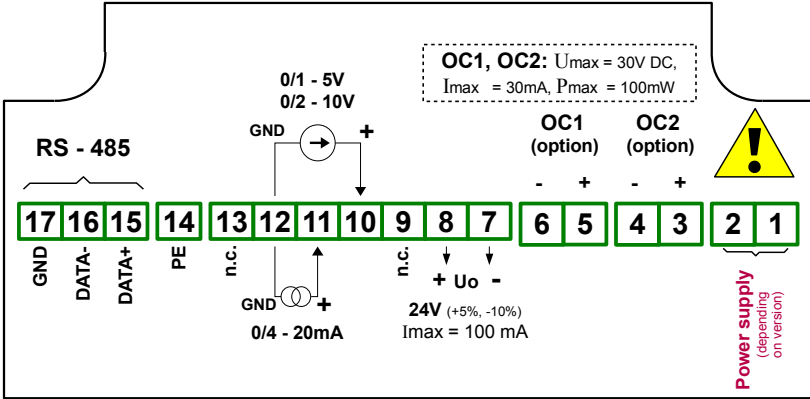 OC1, OC2: Umax = 30V DC,
Imax = 30mA, Pmax = 100mW
0/1 - 5V
0/2 - 10V
GND
+
RS - 485
OC1
(option)
OC2
(option)
!
- + - +
17 16 15 14 13 12 11 10 9 8 7 6 5 4 3 2 1
GND
DATA-
DATA+
PE
n.c.
n.c.
GND
+
0/4 - 20mA
+ Uo -
24V (+5%, -10%)
Imax = 100 mA
Power supply
(depending
on version)